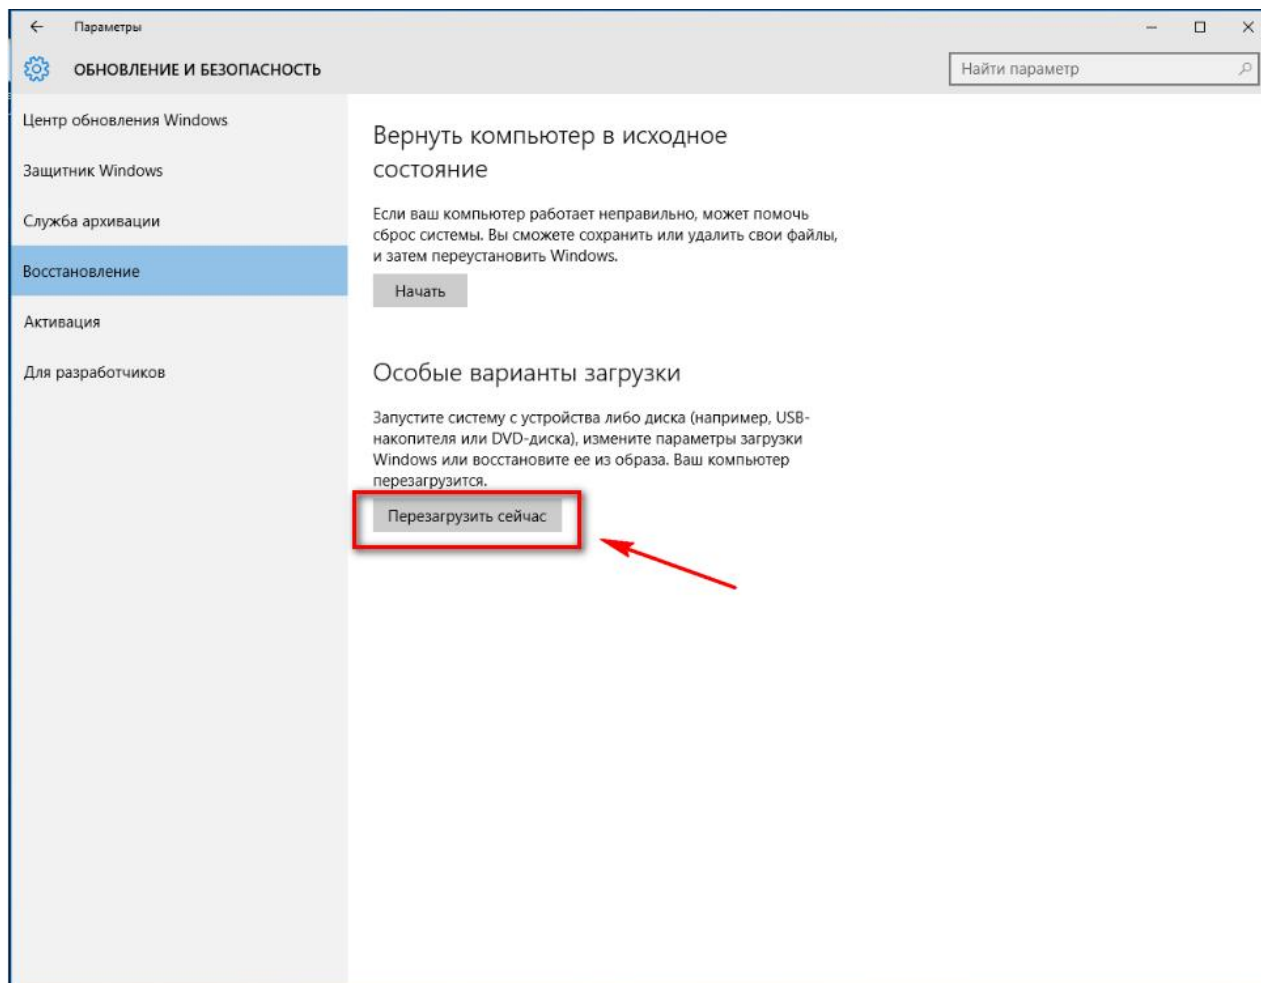 Параметры
ОБНОВЛЕНИЕ И БЕЗОПАСНОСТЬ
Найти параметр
Центр обновления Windows
Защитник Windows
Служба архивации
Восстановление
Активация
Для разработчиков
Вернуть компьютер в исходное
состояние
Если ваш компьютер работает неправильно, может помочь
сброс системы. Вы сможете сохранить или удалить свои файлы,
и затем переустановить Windows.
Начать
Особые варианты загрузки
Запустите систему с устройства либо диска (например, USB-
накопителя или DVD-диска), измените параметры загрузки
Windows или восстановите ее из образа. Ваш компьютер
перезагрузится.
Перезагрузить сейчас